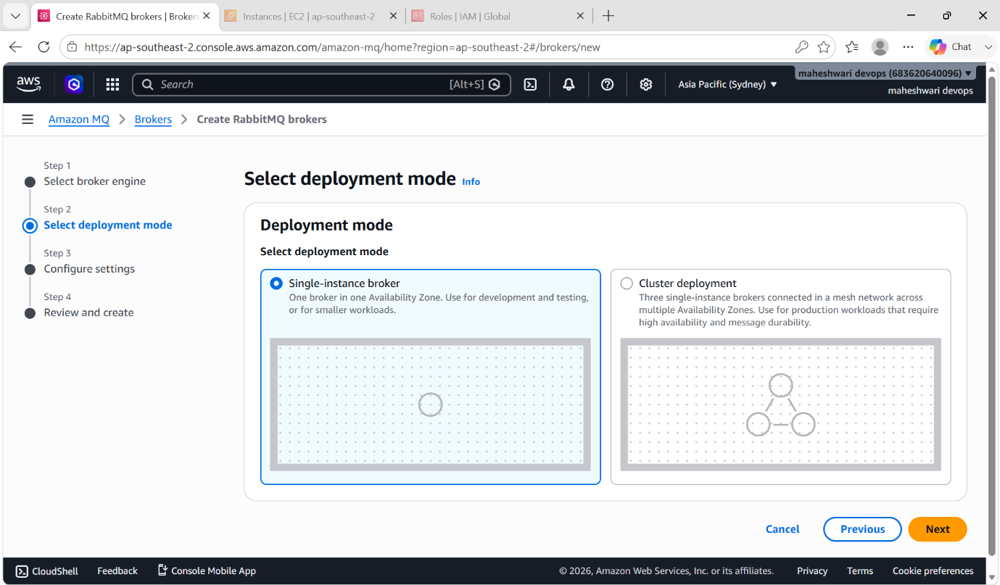 Create RabbitMQ brokers | Brokers
Instances | EC2 | ap-southeast-2
Roles | IAM | Global
https://ap-southeast-2.console.aws.amazon.com/amazon-mq/home?region=ap-southeast-2#/brokers/new
Chat
aws
Search
[Alt+S]
Asia Pacific (Sydney)
maheshwari devops (683620640096)
maheshwari devops
Amazon MQ
Brokers
Create RabbitMQ brokers
Step 1
Select broker engine
Step 2
Select deployment mode
Step 3
Configure settings
Step 4
Review and create
Select deployment mode Info
Deployment mode
Select deployment mode
Single-instance broker
One broker in one Availability Zone. Use for development and testing,
or for smaller workloads.
Cluster deployment
Three single-instance brokers connected in a mesh network across
multiple Availability Zones. Use for production workloads that require
high availability and message durability.
Cancel
Previous
Next
CloudShell
Feedback
Console Mobile App
© 2026, Amazon Web Services, Inc. or its affiliates.
Privacy
Terms
Cookie preferences